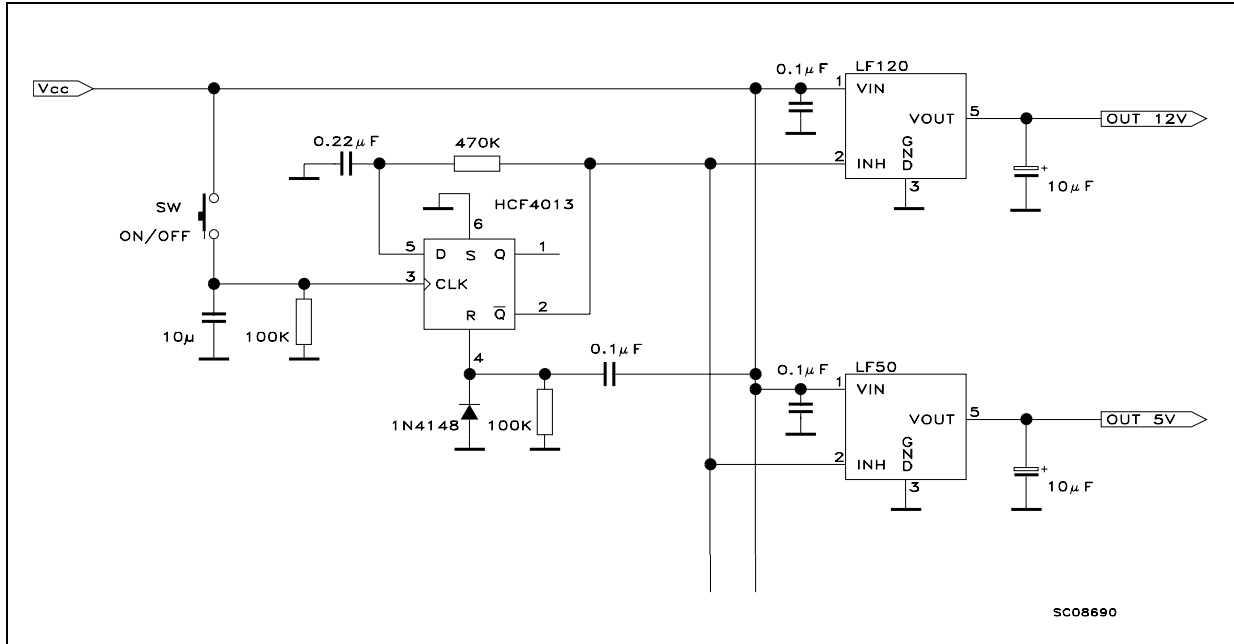 Vcc
SW
ON/OFF
10µ
100K
0.22µF
470K
HCF4013
6
5
D
S
Q
1
3
CLK
R
Q̅
2
4
0.1µF
1N4148
100K
0.1µF
LF120
1
VIN
VOUT
5
2
INH
GND
3
OUT 12V
+
10µF
0.1µF
LF50
1
VIN
VOUT
5
2
INH
GND
3
OUT 5V
+
10µF
SC08690